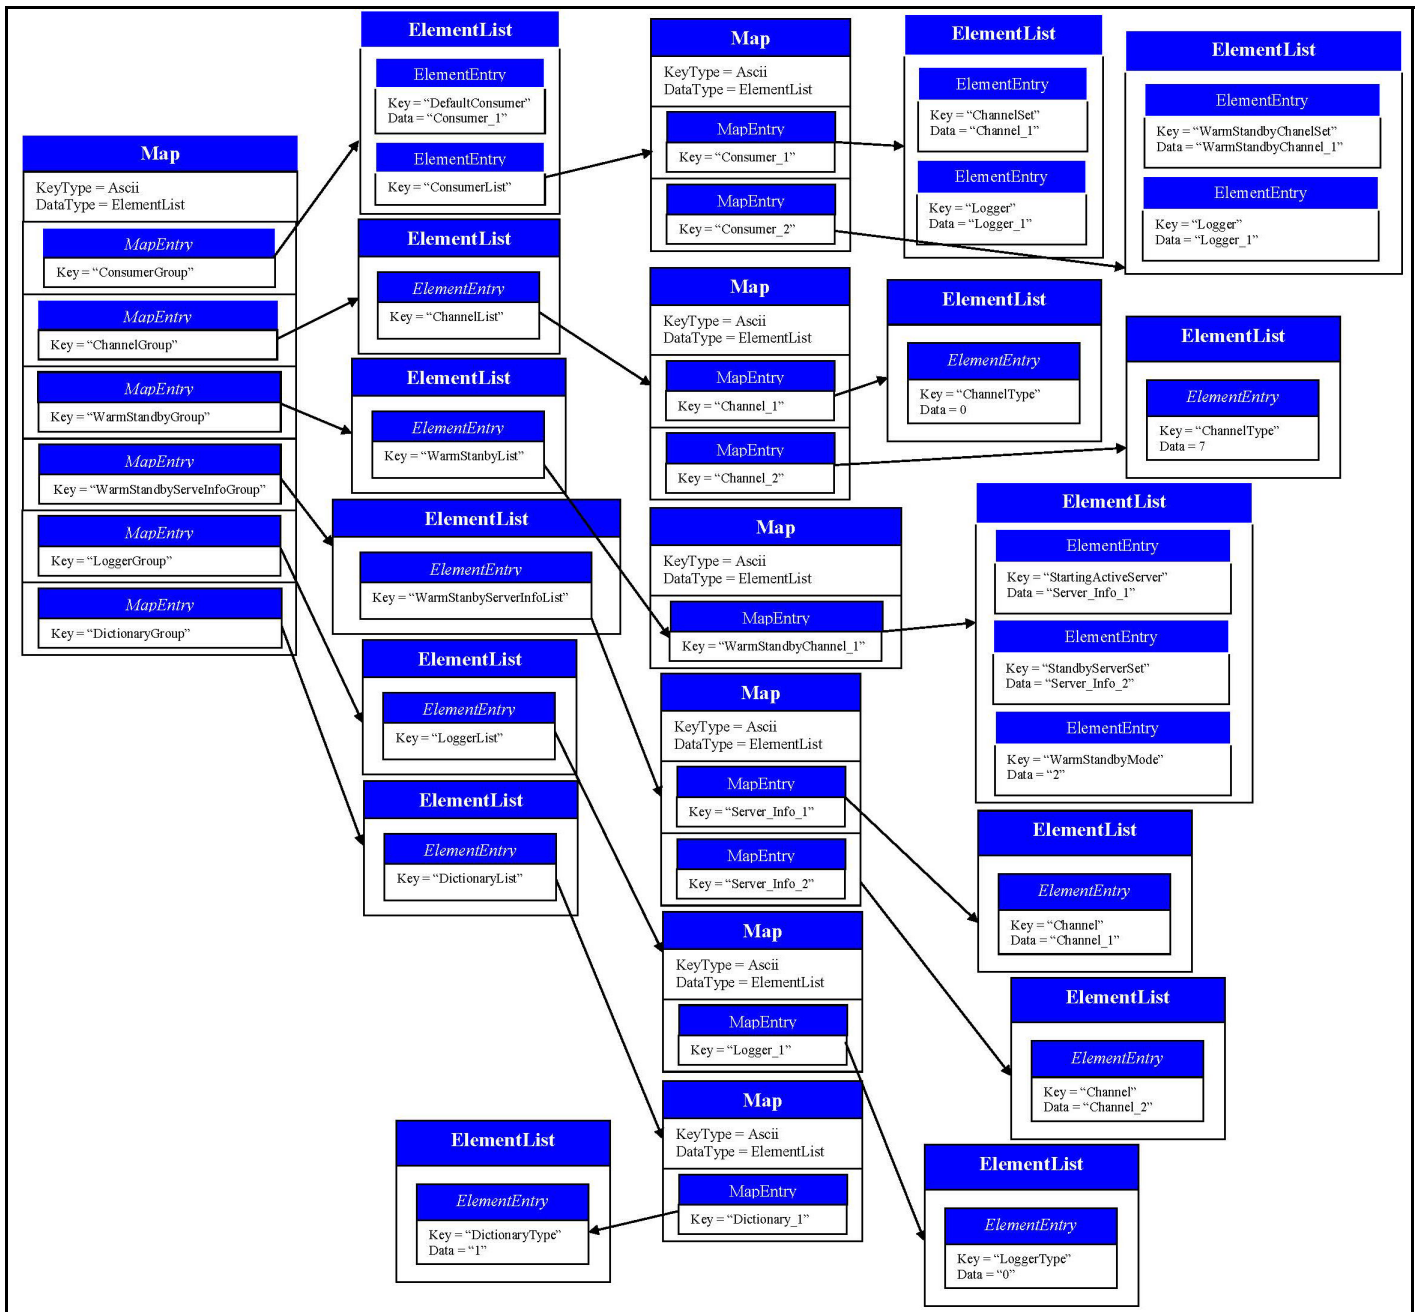 Map
KeyType = Ascii
DataType = ElementList
MapEntry
Key = “ConsumerGroup”
MapEntry
Key = “ChannelGroup”
MapEntry
Key = “WarmStandbyGroup”
MapEntry
Key = “WarmStandbyServeInfoGroup”
MapEntry
Key = “LoggerGroup”
MapEntry
Key = “DictionaryGroup”
ElementList
ElementEntry
Key = “DefaultConsumer”
Data = “Consumer_1”
ElementEntry
Key = “ConsumerList”
ElementList
ElementEntry
Key = “ChannelList”
ElementList
ElementEntry
Key = “WarmStanbyList”
ElementList
ElementEntry
Key = “WarmStanbyServerInfoList”
ElementList
ElementEntry
Key = “LoggerList”
ElementList
ElementEntry
Key = “DictionaryList”
ElementList
ElementEntry
Key = “DictionaryType”
Data = “1”
Map
KeyType = Ascii
DataType = ElementList
MapEntry
Key = “Consumer_1”
MapEntry
Key = “Consumer_2”
Map
KeyType = Ascii
DataType = ElementList
MapEntry
Key = “Channel_1”
MapEntry
Key = “Channel_2”
Map
KeyType = Ascii
DataType = ElementList
MapEntry
Key = “WarmStandbyChannel_1”
Map
KeyType = Ascii
DataType = ElementList
MapEntry
Key = “Server_Info_1”
MapEntry
Key = “Server_Info_2”
Map
KeyType = Ascii
DataType = ElementList
MapEntry
Key = “Logger_1”
Map
KeyType = Ascii
DataType = ElementList
MapEntry
Key = “Dictionary_1”
ElementList
ElementEntry
Key = “ChannelSet”
Data = “Channel_1”
ElementEntry
Key = “Logger”
Data = “Logger_1”
ElementList
ElementEntry
Key = “WarmStandbyChanelSet”
Data = “WarmStandbyChannel_1”
ElementEntry
Key = “Logger”
Data = “Logger_1”
ElementList
ElementEntry
Key = “ChannelType”
Data = 0
ElementList
ElementEntry
Key = “ChannelType”
Data = 7
ElementList
ElementEntry
Key = “StartingActiveServer”
Data = “Server_Info_1”
ElementEntry
Key = “StandbyServerSet”
Data = “Server_Info_2”
ElementEntry
Key = “WarmStandbyMode”
Data = “2”
ElementList
ElementEntry
Key = “Channel”
Data = “Channel_1”
ElementList
ElementEntry
Key = “Channel”
Data = “Channel_2”
ElementList
ElementEntry
Key = “LoggerType”
Data = “0”